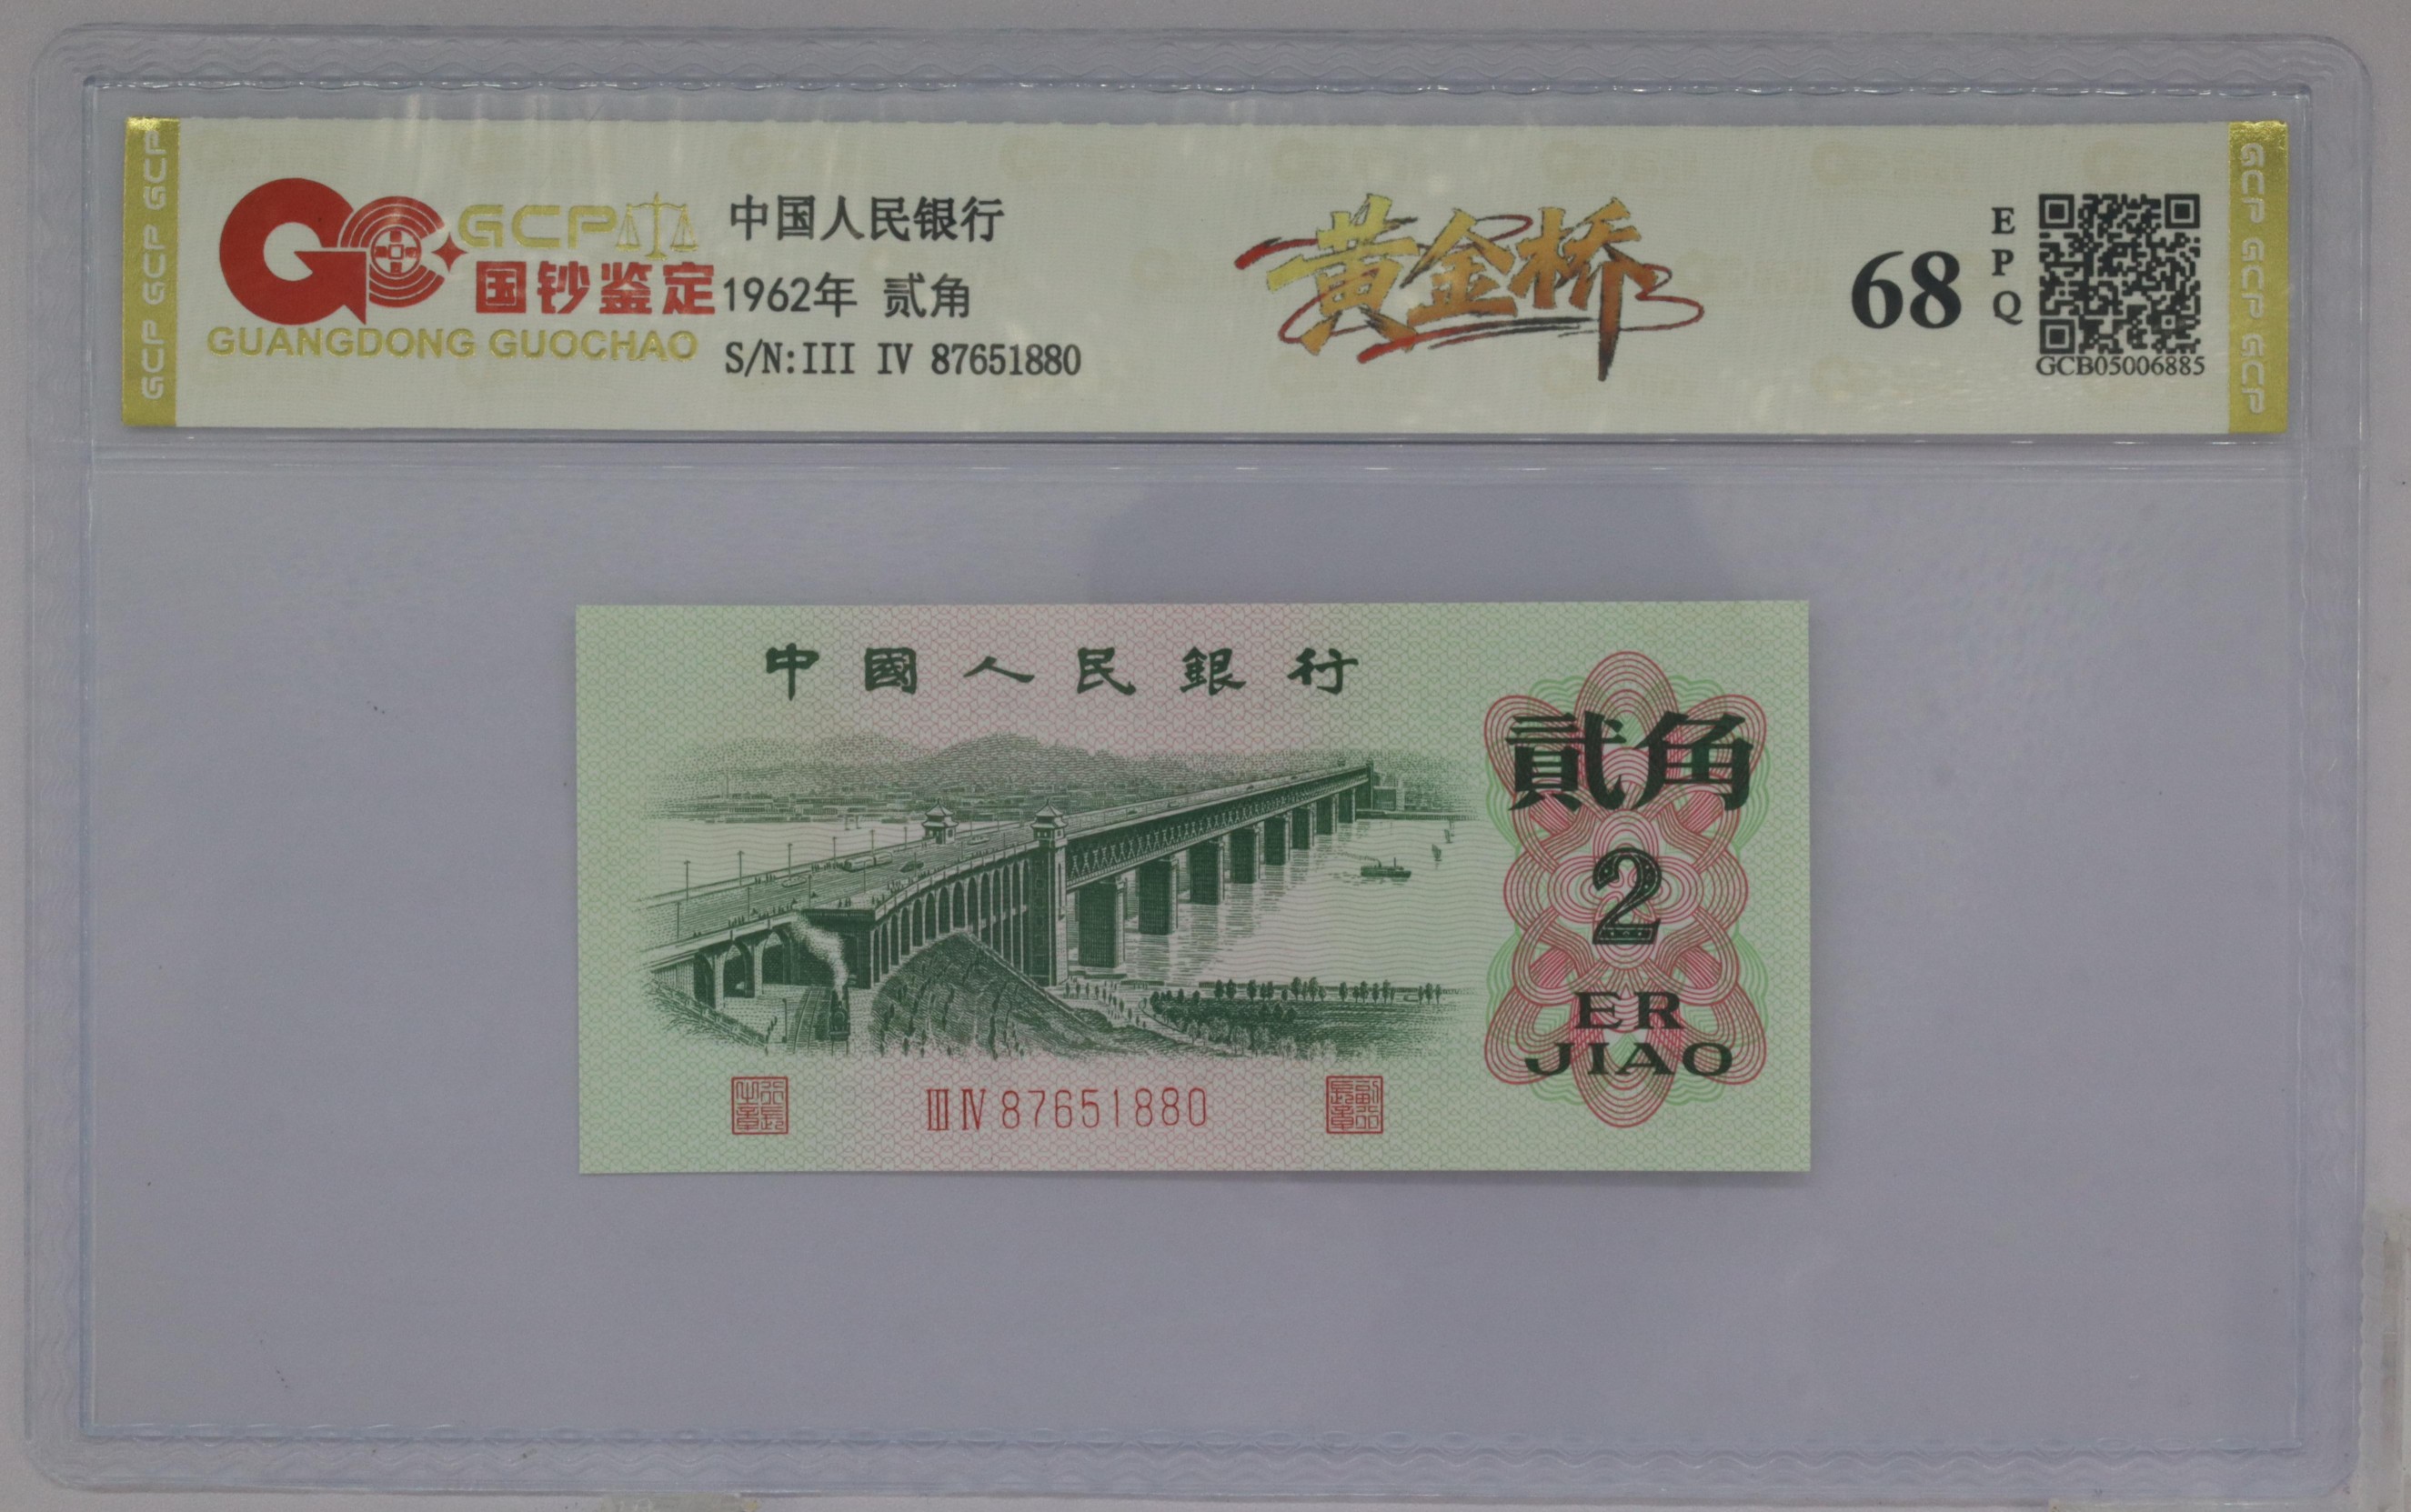 GCP GCP GCP
GCP
国钞鉴定
GUANGDONG GUOCHAO
中国人民银行
1962年 贰角
S/N:III IV 87651880
黄金桥
68
EPQ
GCB05006885
GCP GCP GCP
中國人民銀行
貳角
2
ER
JIAO
III IV 87651880